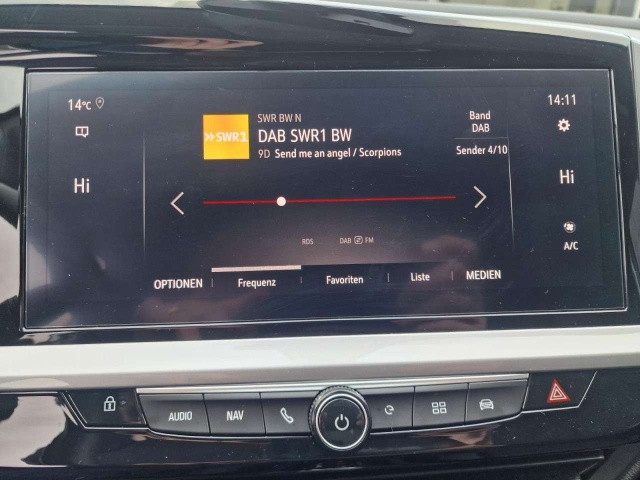 14°C
14:11
SWR BW N
»SWR1
DAB SWR1 BW
9D Send me an angel / Scorpions
Band
DAB
Sender 4/10
Hi
Hi
RDS
DAB FM
A/C
OPTIONEN
Frequenz
Favoriten
Liste
MEDIEN
AUDIO
NAV